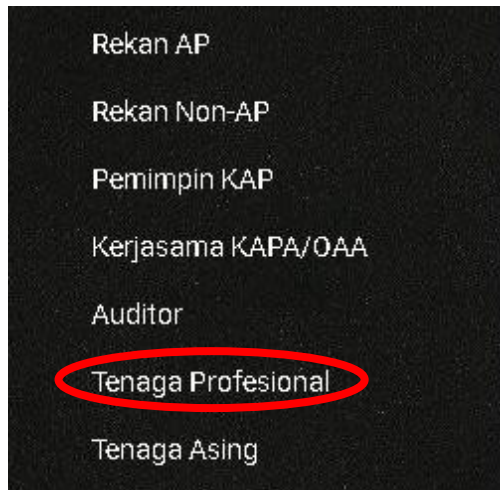 Rekan AP
Rekan Non-AP
Pemimpin KAP
Kerjasama KAPA/OAA
Auditor
Tenaga Profesional
Tenaga Asing